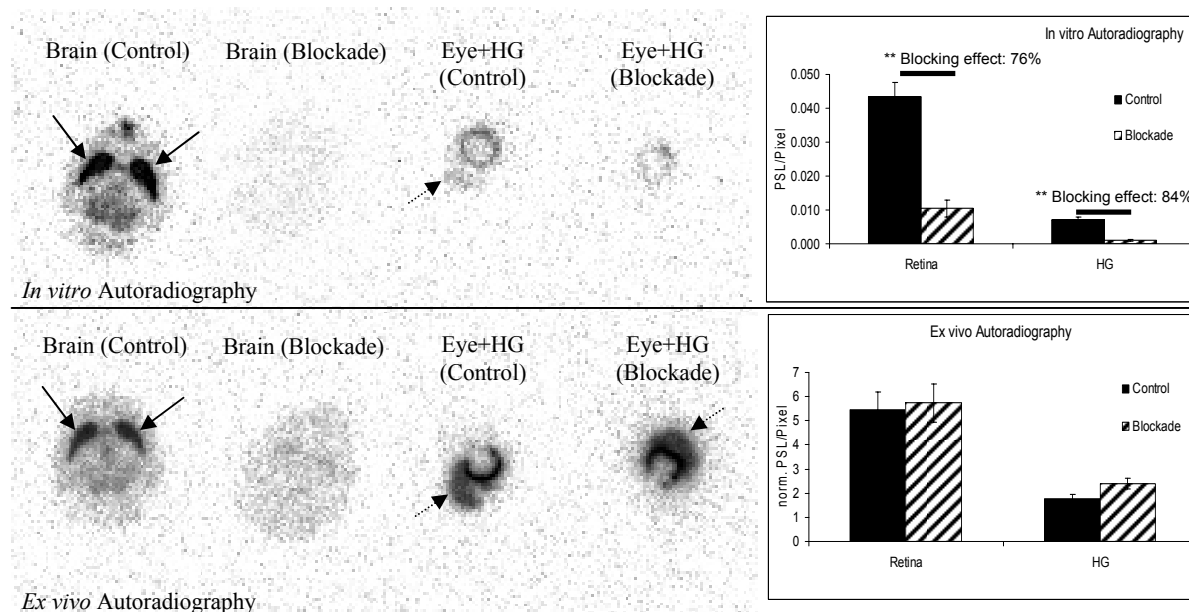 Brain (Control)
Brain (Blockade)
Eye+HG
(Control)
Eye+HG
(Blockade)
In vitro Autoradiography
In vitro Autoradiography
** Blocking effect: 76%
** Blocking effect: 84%
Control
Blockade
PSL/Pixel
0.050
0.040
0.030
0.020
0.010
0.000
Retina
HG
Brain (Control)
Brain (Blockade)
Eye+HG
(Control)
Eye+HG
(Blockade)
Ex vivo Autoradiography
Ex vivo Autoradiography
Control
Blockade
norm. PSL/Pixel
7
6
5
4
3
2
1
0
Retina
HG